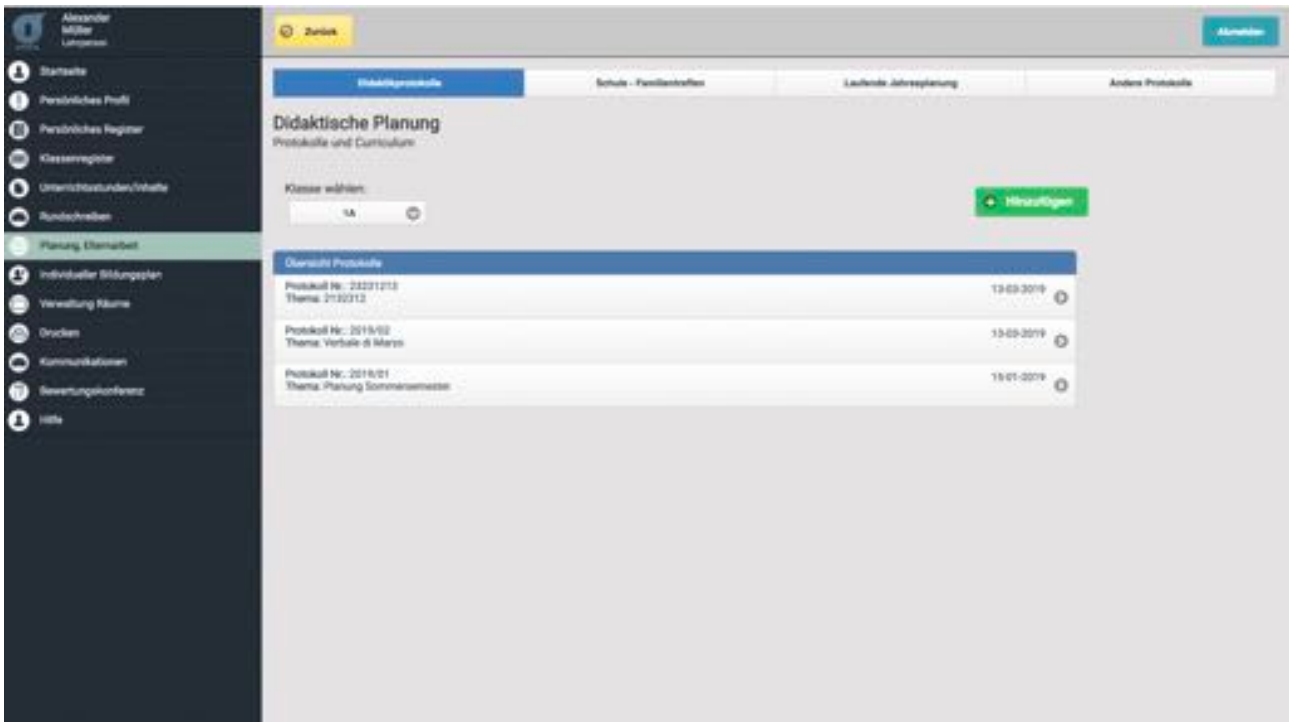 Alexander
Müller
Lehrperson
Zurück
Abmelden
Startseite
Persönliches Profil
Persönliches Register
Klassenregister
Unterrichtsstunden/Inhalte
Rundschreiben
Planung, Elternarbeit
Individueller Bildungsplan
Verwaltung Räume
Drucken
Kommunikationen
Bewertungskonferenz
Hilfe
Didaktikprotokolle
Schule - Familientreffen
Laufende Jahresplanung
Andere Protokolle
Didaktische Planung
Protokolle und Curriculum
Klasse wählen:
1A
Hinzufügen
Übersicht Protokolle
Protokoll Nr.: 23231213
Thema: 2132313
13-03-2019
Protokoll Nr.: 2019/02
Thema: Verbale di Marzo
13-03-2019
Protokoll Nr.: 2019/01
Thema: Planung Sommersemester
15-01-2019